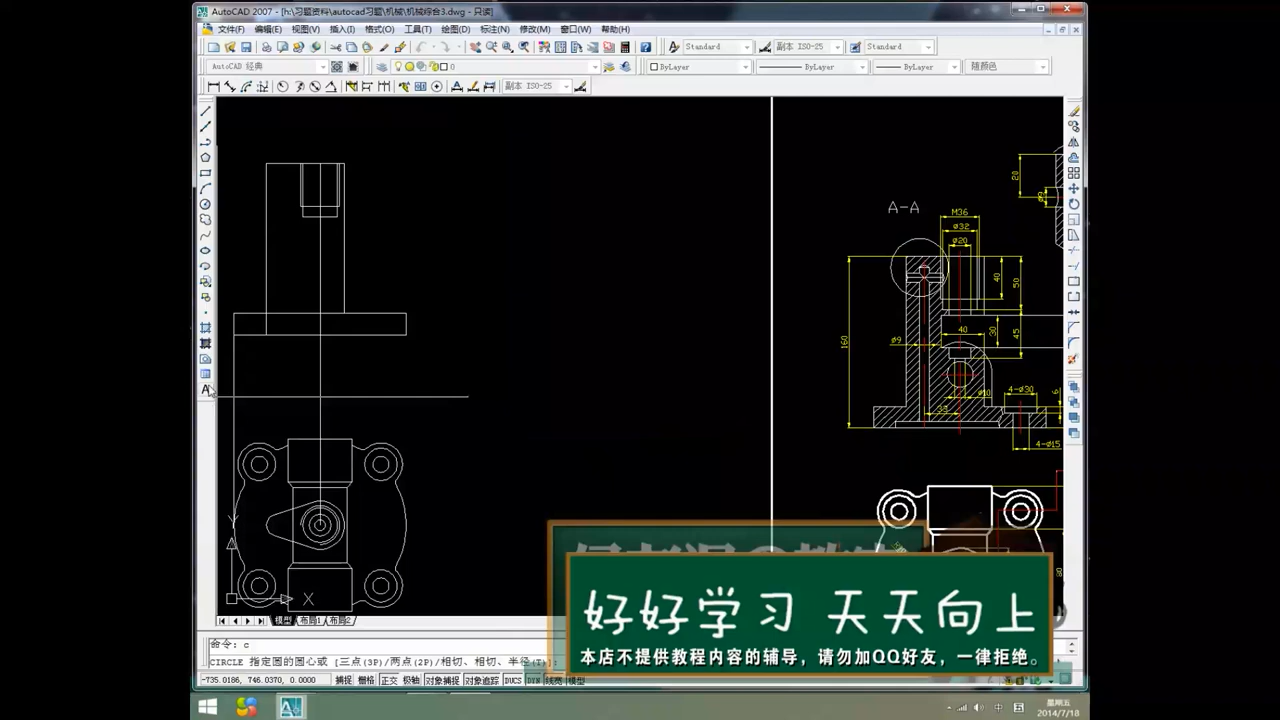 AutoCAD 2007 - [h:\习题资料\autocad习题\机械\机械综合3.dwg - 只读]
文件(F) 编辑(E) 视图(V) 插入(I) 格式(O) 工具(T) 绘图(D) 标注(N) 修改(M) 窗口(W) 帮助(H)
Standard 副本 ISO-25 Standard
AutoCAD 经典 0 ByLayer ByLayer ByLayer 随颜色
副本 ISO-25
A-A
M36
ø32
ø20
20
ø9
40
50
160
ø9
40
30
45
ø10
33
4-ø30
6
4-ø15
80
Y
X
模型 布局1 布局2
好好学习 天天向上
本店不提供教程内容的辅导，请勿加QQ好友，一律拒绝。
命令: c
CIRCLE 指定圆的圆心或 [三点(3P)/两点(2P)/相切、相切、半径(T)]:
-735.0186, 746.0370, 0.0000 捕捉 栅格 正交 极轴 对象捕捉 对象追踪 DUCS DYN 线宽 模型
中
星期五
2014/7/18